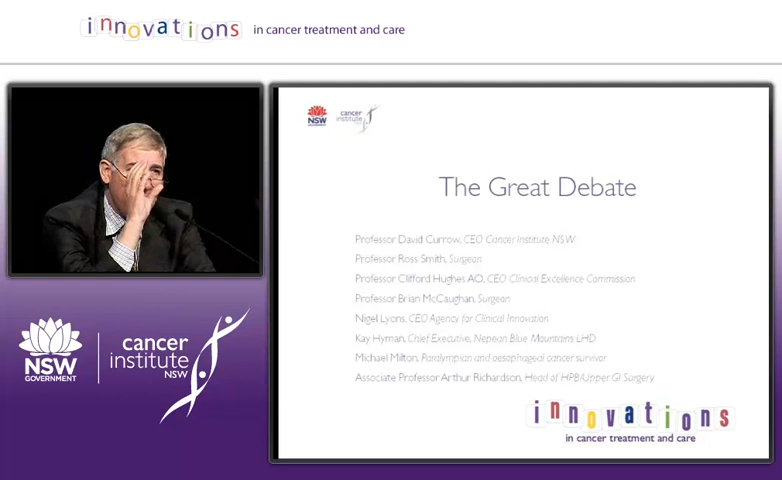 innovations in cancer treatment and care
NSW
GOVERNMENT
cancer
institute
NSW
NSW
cancer
institute
The Great Debate
Professor David Currow, CEO Cancer Institute NSW
Professor Ross Smith, Surgeon
Professor Clifford Hughes AO, CEO Clinical Excellence Commission
Professor Brian McCaughan, Surgeon
Nigel Lyons, CEO Agency for Clinical Innovation
Kay Hyman, Chief Executive, Nepean Blue Mountains LHD
Michael Milton, Paralympian and oesophageal cancer survivor
Associate Professor Arthur Richardson, Head of HPB/Upper GI Surgery
innovations
in cancer treatment and care